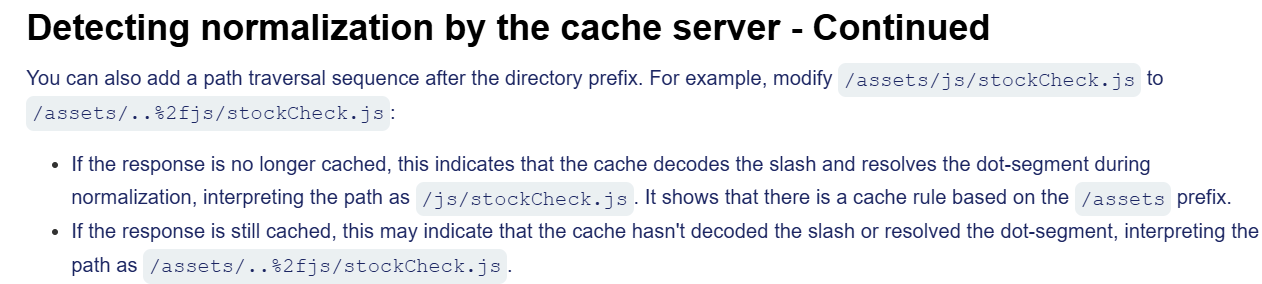 Detecting normalization by the cache server - Continued
You can also add a path traversal sequence after the directory prefix. For example, modify /assets/js/stockCheck.js to
/assets/..%2fjs/stockCheck.js:
• If the response is no longer cached, this indicates that the cache decodes the slash and resolves the dot-segment during
normalization, interpreting the path as /js/stockCheck.js. It shows that there is a cache rule based on the /assets prefix.
• If the response is still cached, this may indicate that the cache hasn't decoded the slash or resolved the dot-segment, interpreting the
path as /assets/..%2fjs/stockCheck.js.